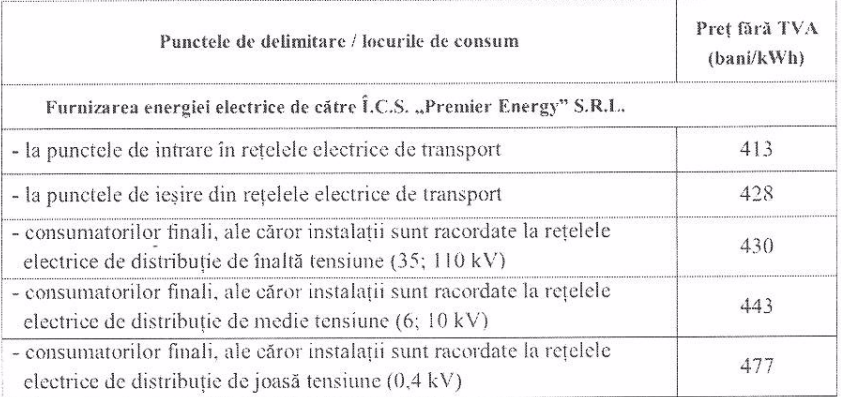 Punctele de delimitare / locurile de consum
Preț fără TVA
(bani/kWh)
Furnizarea energiei electrice de către Î.C.S. „Premier Energy” S.R.L.
- la punctele de intrare în rețelele electrice de transport
413
- la punctele de ieșire din rețelele electrice de transport
428
- consumatorilor finali, ale căror instalații sunt racordate la rețelele
electrice de distribuție de înaltă tensiune (35; 110 kV)
430
- consumatorilor finali, ale căror instalații sunt racordate la rețelele
electrice de distribuție de medie tensiune (6; 10 kV)
443
- consumatorilor finali, ale căror instalații sunt racordate la rețelele
electrice de distribuție de joasă tensiune (0,4 kV)
477